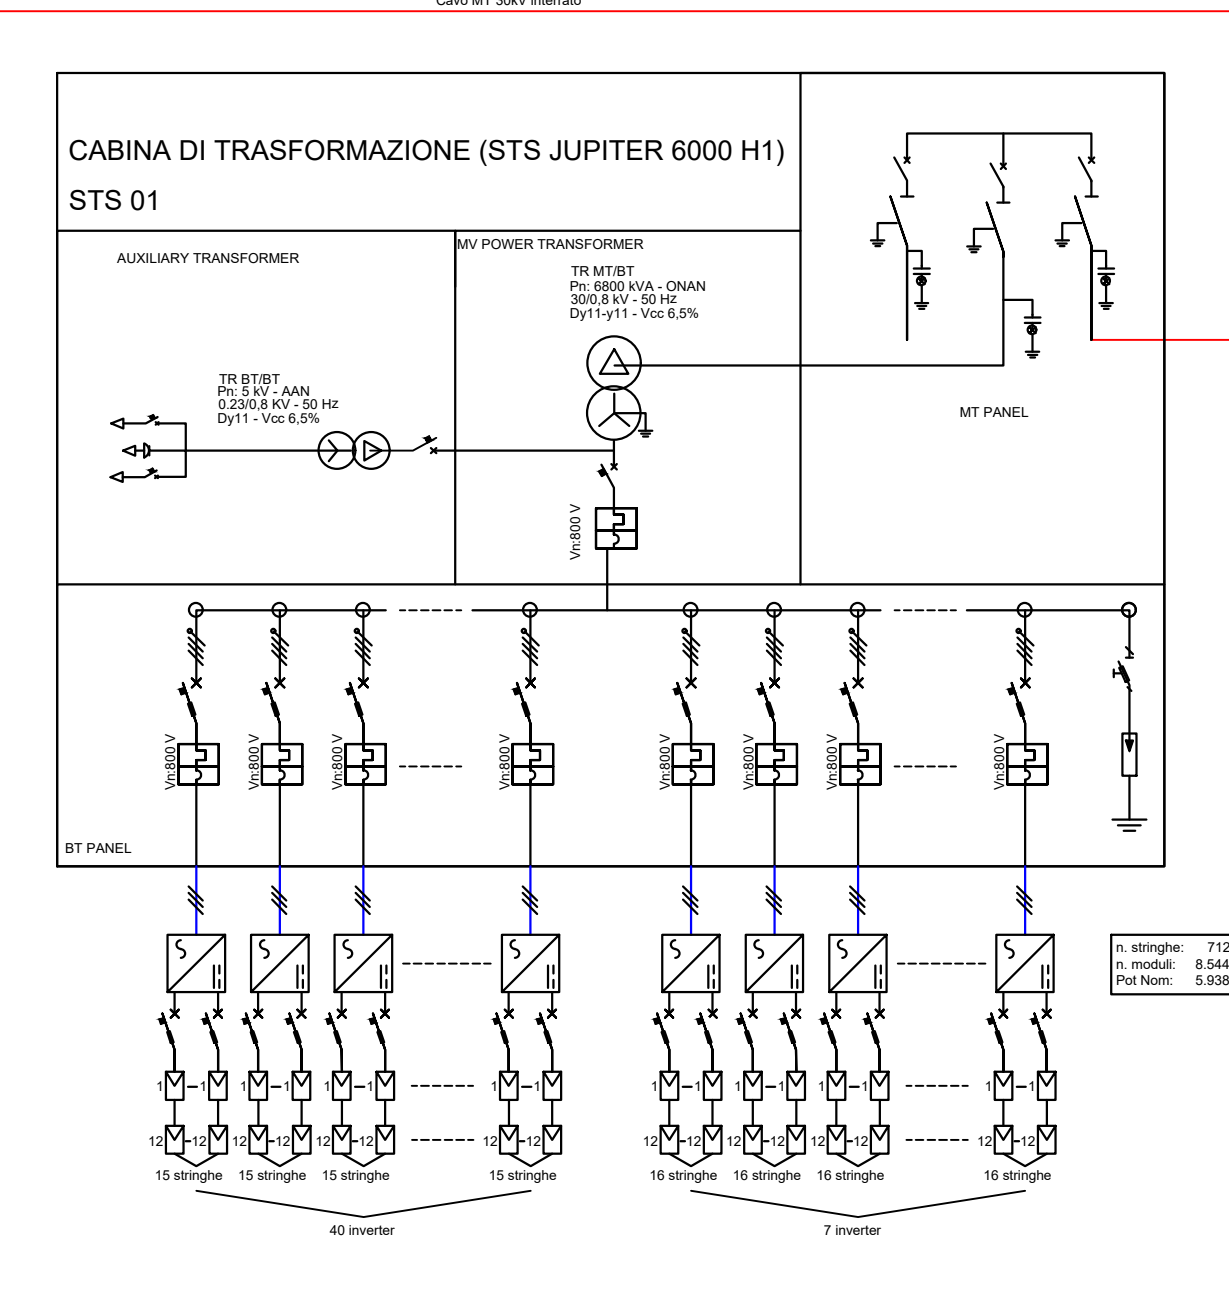 Cavo MT 30kV interrato
CABINA DI TRASFORMAZIONE (STS JUPITER 6000 H1)
STS 01
AUXILIARY TRANSFORMER
MV POWER TRANSFORMER
TR MT/BT
Pn: 6800 kVA - ONAN
30/0,8 kV - 50 Hz
Dy11-y11 - Vcc 6,5%
TR BT/BT
Pn: 5 kV - AAN
0.23/0,8 KV - 50 Hz
Dy11 - Vcc 6,5%
MT PANEL
Vn:800 V
Vn:800 V Vn:800 V Vn:800 V Vn:800 V Vn:800 V Vn:800 V Vn:800 V Vn:800 V
BT PANEL
n. stringhe: 712
n. moduli: 8.544
Pot Nom: 5.938
1 1 1 1 1 1 1 1 1 1 1 1 1 1 1 1
12 12 12 12 12 12 12 12 12 12 12 12 12 12 12 12
15 stringhe 15 stringhe 15 stringhe 15 stringhe 16 stringhe 16 stringhe 16 stringhe 16 stringhe
40 inverter 7 inverter